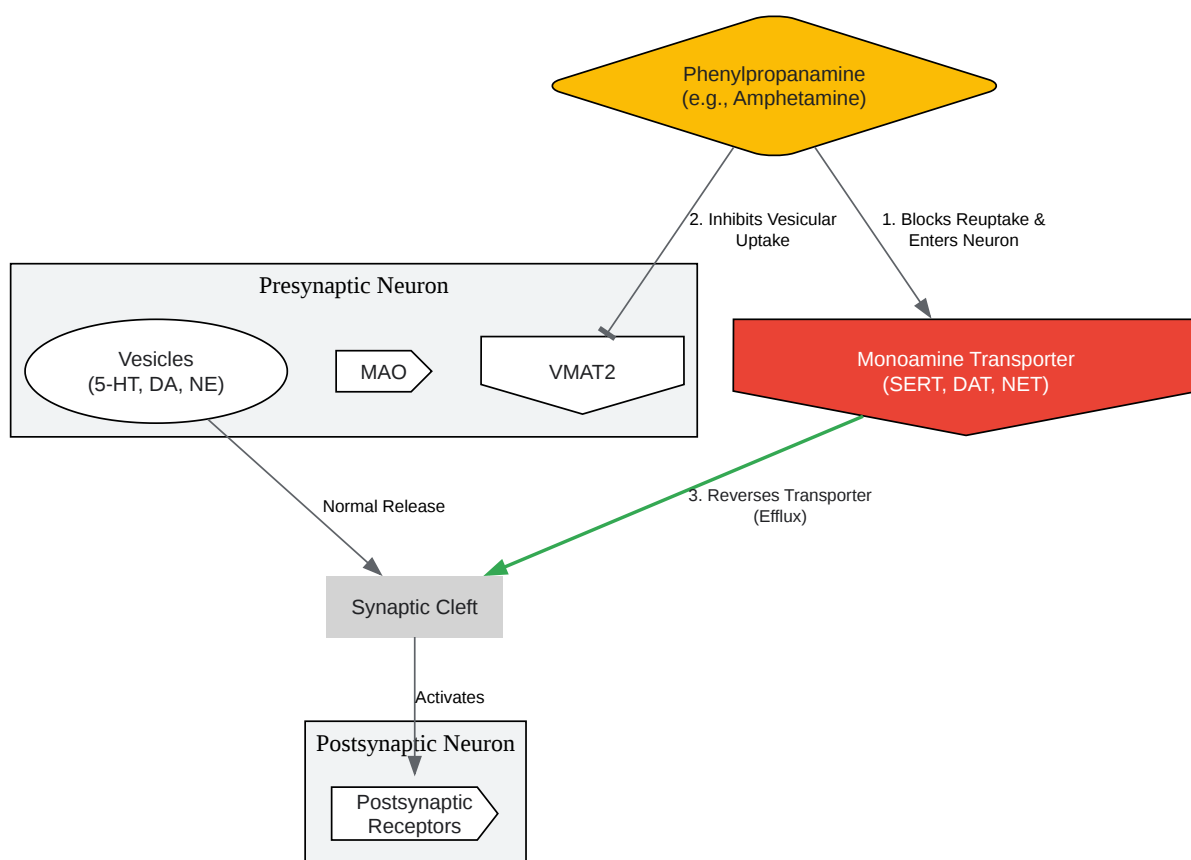 Phenylpropanamine
(e.g., Amphetamine)
2. Inhibits Vesicular
Uptake
1. Blocks Reuptake &
Enters Neuron
Presynaptic Neuron
Vesicles
(5-HT, DA, NE)
MAO
VMAT2
Monoamine Transporter
(SERT, DAT, NET)
Normal Release
3. Reverses Transporter
(Efflux)
Synaptic Cleft
Activates
Postsynaptic Neuron
Postsynaptic
Receptors